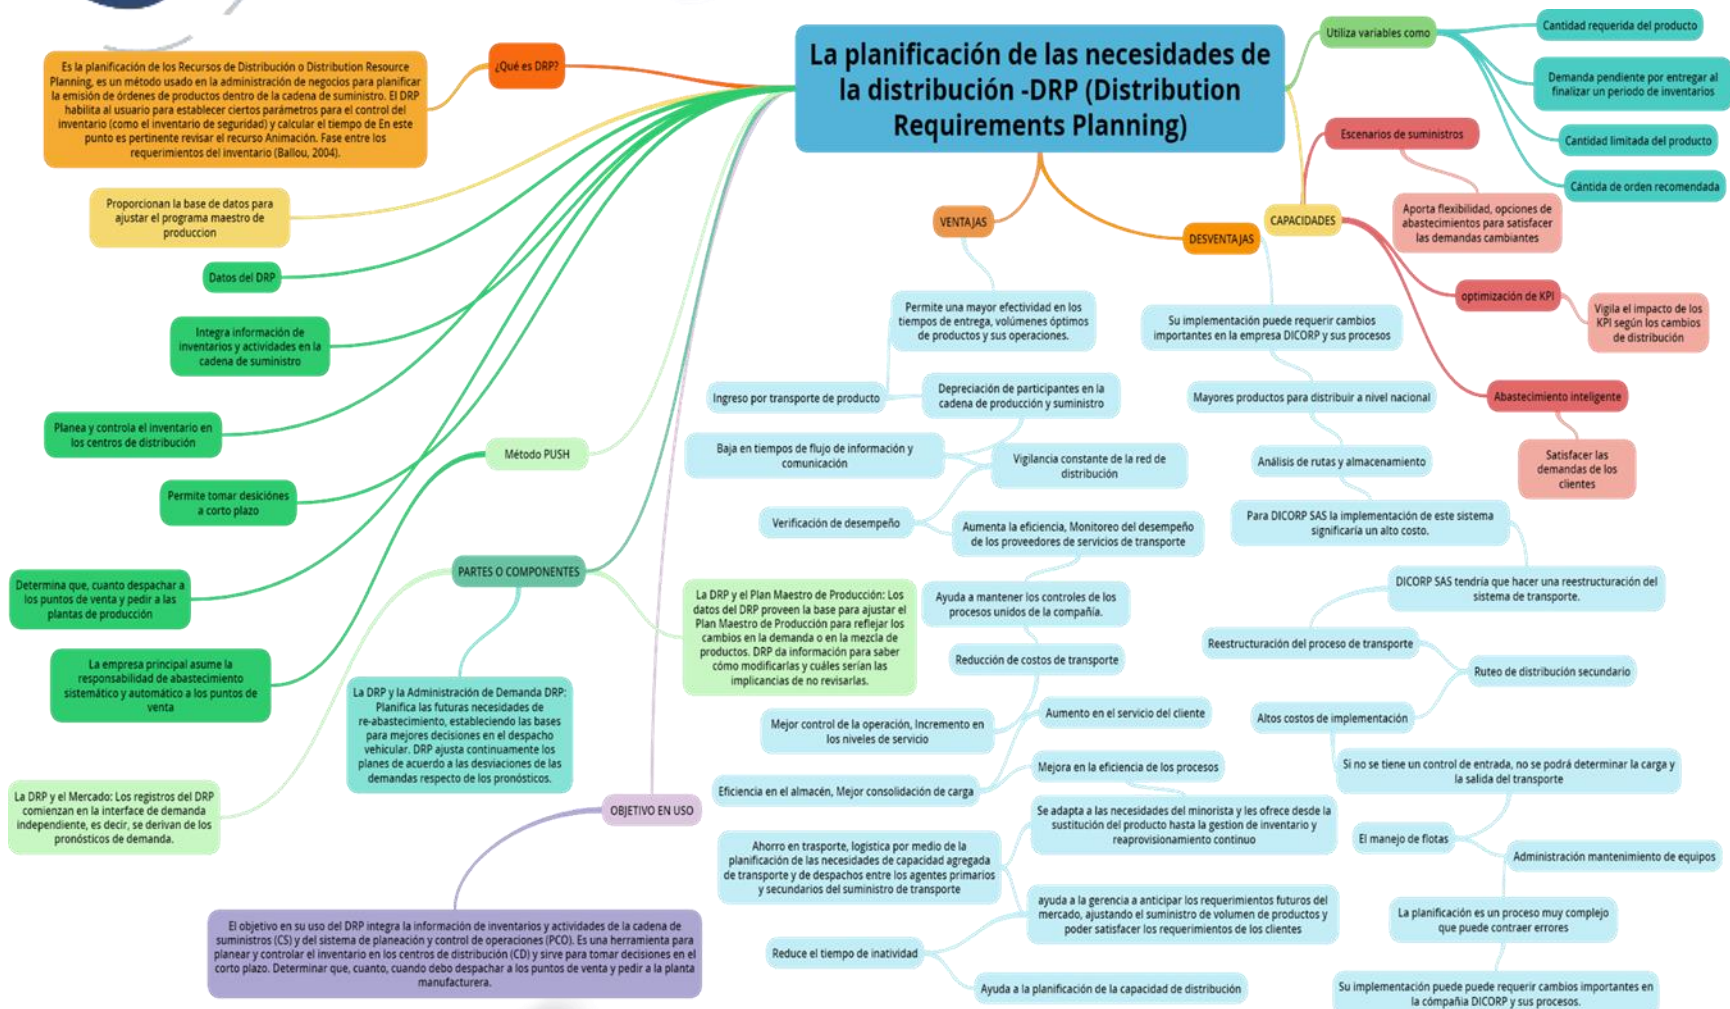 La planificación de las necesidades de
la distribución -DRP (Distribution
Requirements Planning)
¿Qué es DRP?
Es la planificación de los Recursos de Distribución o Distribution Resource
Planning, es un método usado en la administración de negocios para planificar
la emisión de órdenes de productos dentro de la cadena de suministro. El DRP
habilita al usuario para establecer ciertos parámetros para el control del
inventario (como el inventario de seguridad) y calcular el tiempo de En este
punto es pertinente revisar el recurso Animación. Fase entre los
requerimientos del inventario (Ballou, 2004).
Proporcionan la base de datos para
ajustar el programa maestro de
produccion
Datos del DRP
Integra información de
inventarios y actividades en la
cadena de suministro
Planea y controla el inventario en
los centros de distribución
Permite tomar desiciónes
a corto plazo
Determina que, cuanto despachar a
los puntos de venta y pedir a las
plantas de producción
Método PUSH
La empresa principal asume la
responsabilidad de abastecimiento
sistemático y automático a los puntos de
venta
PARTES O COMPONENTES
La DRP y el Mercado: Los registros del DRP
comienzan en la interface de demanda
independiente, es decir, se derivan de los
pronósticos de demanda.
La DRP y la Administración de Demanda DRP:
Planifica las futuras necesidades de
re-abastecimiento, estableciendo las bases
para mejores decisiones en el despacho
vehicular. DRP ajusta continuamente los
planes de acuerdo a las desviaciones de las
demandas respecto de los pronósticos.
La DRP y el Plan Maestro de Producción: Los
datos del DRP proveen la base para ajustar el
Plan Maestro de Producción para reflejar los
cambios en la demanda o en la mezcla de
productos. DRP da información para saber
cómo modificarlas y cuáles serían las
implicancias de no revisarlas.
OBJETIVO EN USO
El objetivo en su uso del DRP integra la información de inventarios y actividades de la cadena de
suministros (CS) y del sistema de planeación y control de operaciones (PCO). Es una herramienta para
planear y controlar el inventario en los centros de distribución (CD) y sirve para tomar decisiones en el
corto plazo. Determinar que, cuanto, cuando debo despachar a los puntos de venta y pedir a la planta
manufacturera.
VENTAJAS
Permite una mayor efectividad en los
tiempos de entrega, volúmenes óptimos
de productos y sus operaciones.
Ingreso por transporte de producto
Depreciación de participantes en la
cadena de producción y suministro
Baja en tiempos de flujo de información y
comunicación
Vigilancia constante de la red de
distribución
Verificación de desempeño
Aumenta la eficiencia, Monitoreo del desempeño
de los proveedores de servicios de transporte
Ayuda a mantener los controles de los
procesos unidos de la compañía.
Reducción de costos de transporte
Mejor control de la operación, Incremento en
los niveles de servicio
Aumento en el servicio del cliente
Eficiencia en el almacén, Mejor consolidación de carga
Mejora en la eficiencia de los procesos
Se adapta a las necesidades del minorista y les ofrece desde la
sustitución del producto hasta la gestion de inventario y
reaprovisionamiento continuo
Ahorro en trasporte, logistica por medio de la
planificación de las necesidades de capacidad agregada
de transporte y de despachos entre los agentes primarios
y secundarios del suministro de transporte
ayuda a la gerencia a anticipar los requerimientos futuros del
mercado, ajustando el suministro de volumen de productos y
poder satisfacer los requerimientos de los clientes
Reduce el tiempo de inatividad
Ayuda a la planificación de la capacidad de distribución
DESVENTAJAS
Su implementación puede requerir cambios
importantes en la empresa DICORP y sus procesos
Mayores productos para distribuir a nivel nacional
Análisis de rutas y almacenamiento
Para DICORP SAS la implementación de este sistema
significaría un alto costo.
DICORP SAS tendría que hacer una reestructuración del
sistema de transporte.
Reestructuración del proceso de transporte
Ruteo de distribución secundario
Altos costos de implementación
Si no se tiene un control de entrada, no se podrá determinar la carga y
la salida del transporte
El manejo de flotas
Administración mantenimiento de equipos
La planificación es un proceso muy complejo
que puede contraer errores
Su implementación puede puede requerir cambios importantes en
la cómpañia DICORP y sus procesos.
CAPACIDADES
Escenarios de suministros
Aporta flexibilidad, opciones de
abastecimientos para satisfacer
las demandas cambiantes
optimización de KPI
Vigila el impacto de los
KPI según los cambios
de distribución
Abastecimiento inteligente
Satisfacer las
demandas de los
clientes
Utiliza variables como
Cantidad requerida del producto
Demanda pendiente por entregar al
finalizar un periodo de inventarios
Cantidad limitada del producto
Cántida de orden recomendada